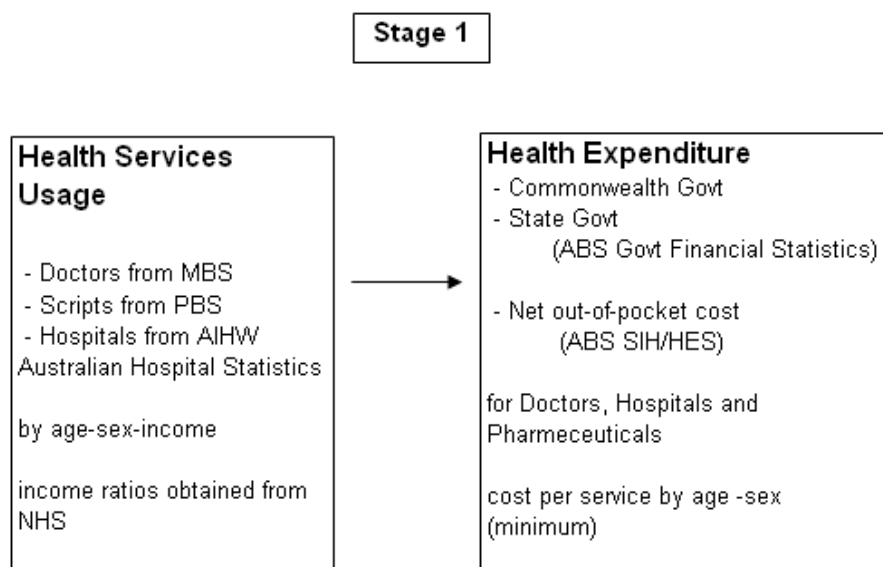 Stage 1
Health Services
Usage
- Doctors from MBS
- Scripts from PBS
- Hospitals from AIHW
Australian Hospital Statistics
by age-sex-income
income ratios obtained from
NHS
Health Expenditure
- Commonwealth Govt
- State Govt
(ABS Govt Financial Statistics)
- Net out-of-pocket cost
(ABS SIH/HES)
for Doctors, Hospitals and
Pharmeceuticals
cost per service by age -sex
(minimum)